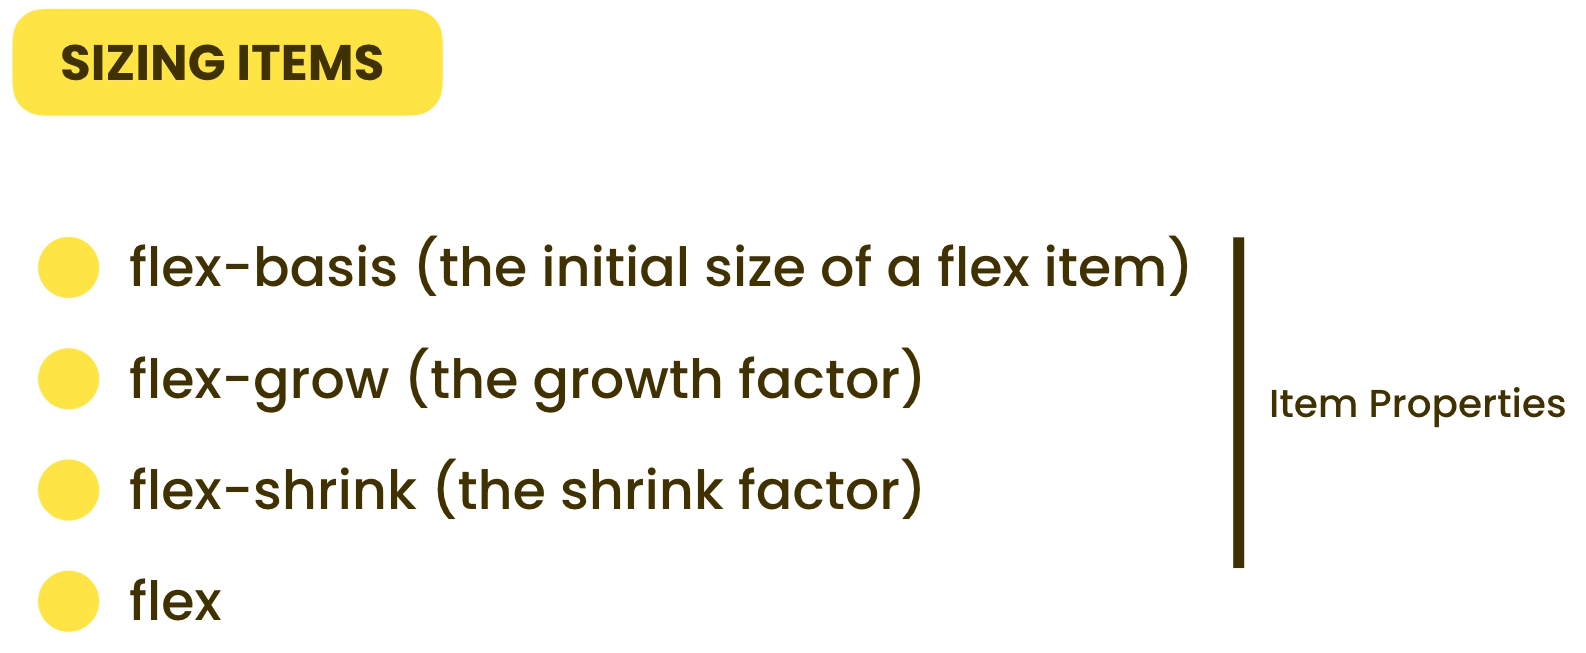 SIZING ITEMS
flex-basis (the initial size of a flex item)
flex-grow (the growth factor)
flex-shrink (the shrink factor)
flex
Item Properties